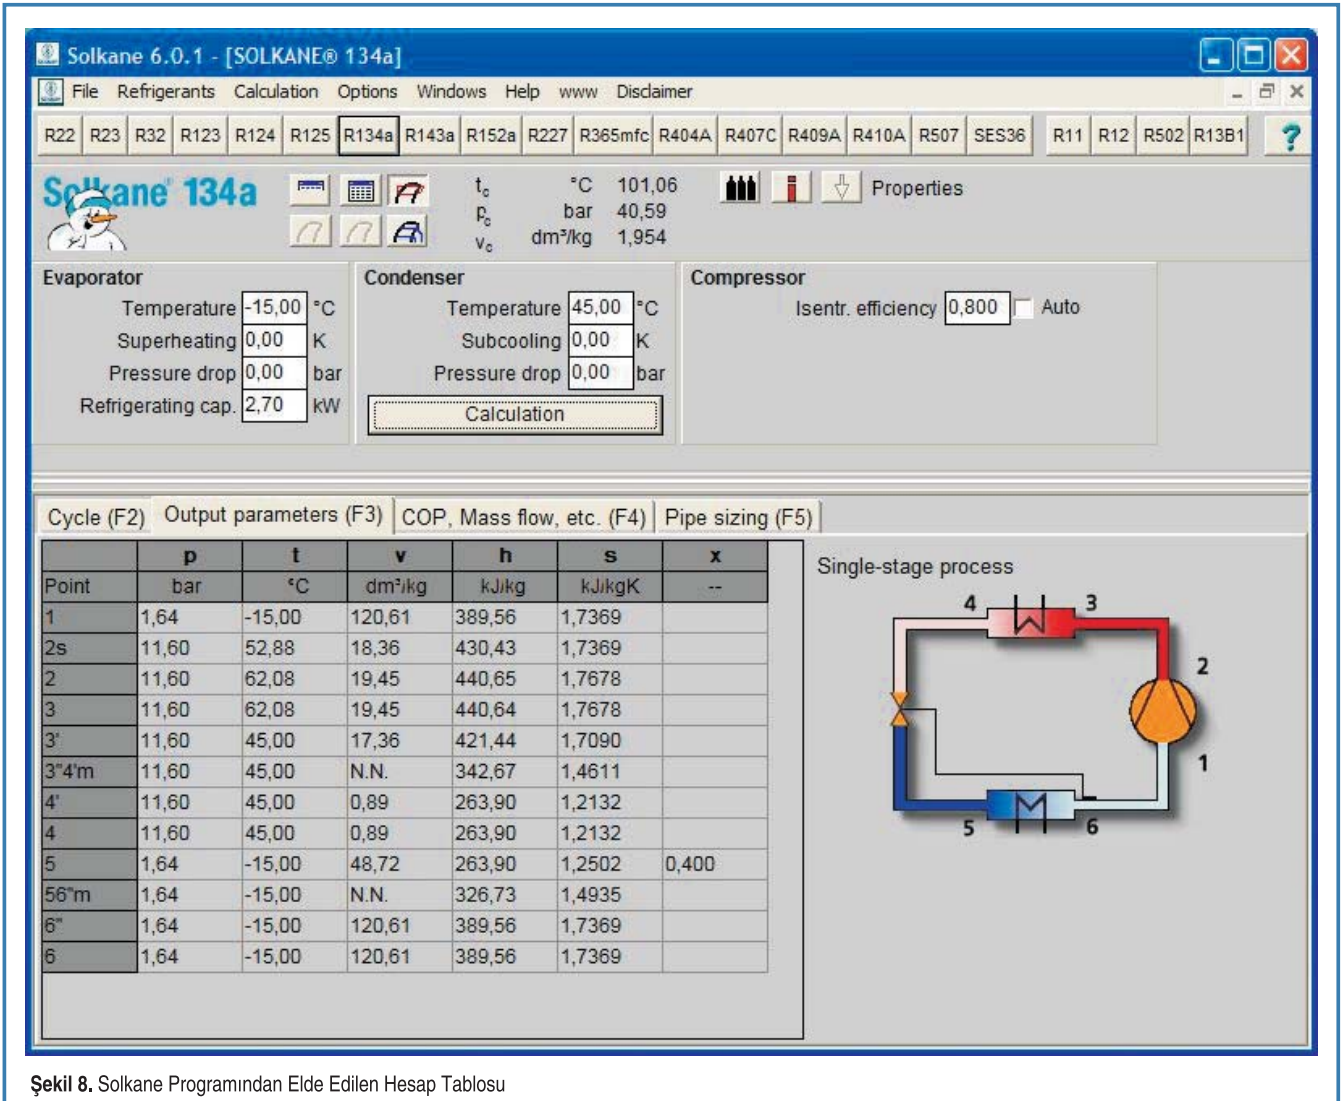 Solkane 6.0.1 - [SOLKANE® 134a]
File Refrigerants Calculation Options Windows Help www Disclaimer
R22 R23 R32 R123 R124 R125 R134a R143a R152a R227 R365mfc R404A R407C R409A R410A R507 SES36 R11 R12 R502 R13B1 ?
Solkane® 134a
tc °C 101,06
pc bar 40,59
vc dm³/kg 1,954
Properties
Evaporator
Temperature -15,00 °C
Superheating 0,00 K
Pressure drop 0,00 bar
Refrigerating cap. 2,70 kW
Condenser
Temperature 45,00 °C
Subcooling 0,00 K
Pressure drop 0,00 bar
Calculation
Compressor
Isentr. efficiency 0,800 Auto
Cycle (F2) Output parameters (F3) COP, Mass flow, etc. (F4) Pipe sizing (F5)
p t v h s x
Point bar °C dm³/kg kJ/kg kJ/kgK --
1 1,64 -15,00 120,61 389,56 1,7369
2s 11,60 52,88 18,36 430,43 1,7369
2 11,60 62,08 19,45 440,65 1,7678
3 11,60 62,08 19,45 440,64 1,7678
3' 11,60 45,00 17,36 421,44 1,7090
3"4'm 11,60 45,00 N.N. 342,67 1,4611
4' 11,60 45,00 0,89 263,90 1,2132
4 11,60 45,00 0,89 263,90 1,2132
5 1,64 -15,00 48,72 263,90 1,2502 0,400
56"m 1,64 -15,00 N.N. 326,73 1,4935
6" 1,64 -15,00 120,61 389,56 1,7369
6 1,64 -15,00 120,61 389,56 1,7369
Single-stage process
4 3
2
1
5 6
Şekil 8. Solkane Programından Elde Edilen Hesap Tablosu